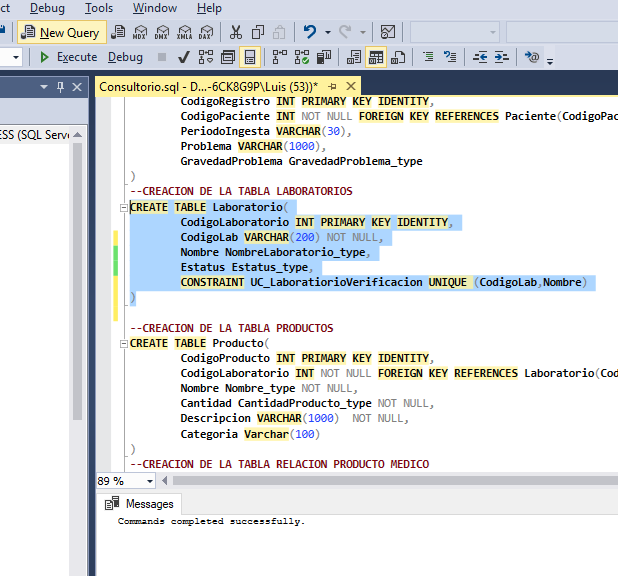 Debug Tools Window Help
New Query MDX DMX XMLA DAX
Execute Debug
Consultorio.sql - D...-6CK8G9P\Luis (53))*
CodigoRegistro INT PRIMARY KEY IDENTITY,
CodigoPaciente INT NOT NULL FOREIGN KEY REFERENCES Paciente(CodigoPac
ESS (SQL Serve
PeriodoIngesta VARCHAR(30),
Problema VARCHAR(1000),
GravedadProblema GravedadProblema_type
)
--CREACION DE LA TABLA LABORATORIOS
CREATE TABLE Laboratorio(
CodigoLaboratorio INT PRIMARY KEY IDENTITY,
CodigoLab VARCHAR(200) NOT NULL,
Nombre NombreLaboratorio_type,
Estatus Estatus_type,
CONSTRAINT UC_LaboratiorioVerificacion UNIQUE (CodigoLab,Nombre)
)
--CREACION DE LA TABLA PRODUCTOS
CREATE TABLE Producto(
CodigoProducto INT PRIMARY KEY IDENTITY,
CodigoLaboratorio INT NOT NULL FOREIGN KEY REFERENCES Laboratorio(Cod
Nombre Nombre_type NOT NULL,
Cantidad CantidadProducto_type NOT NULL,
Descripcion VARCHAR(1000)  NOT NULL,
Categoria Varchar(100)
)
--CREACION DE LA TABLA RELACION PRODUCTO MEDICO
89 %
Messages
Commands completed successfully.